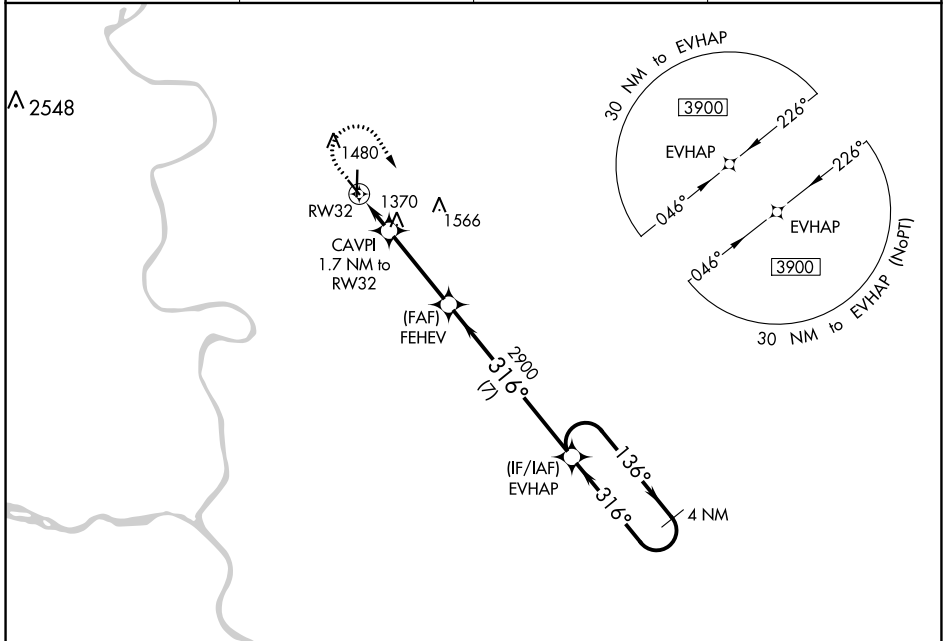 2548
1480
RW32
1370
1566
CAVPI
1.7 NM to
RW32
(FAF)
FEHEV
2900
316°
(7)
(IF/IAF)
EVHAP
136°
316°
4 NM
30 NM to EVHAP
3900
226°
EVHAP
046°
226°
EVHAP
046°
3900
30 NM to EVHAP (NoPT)